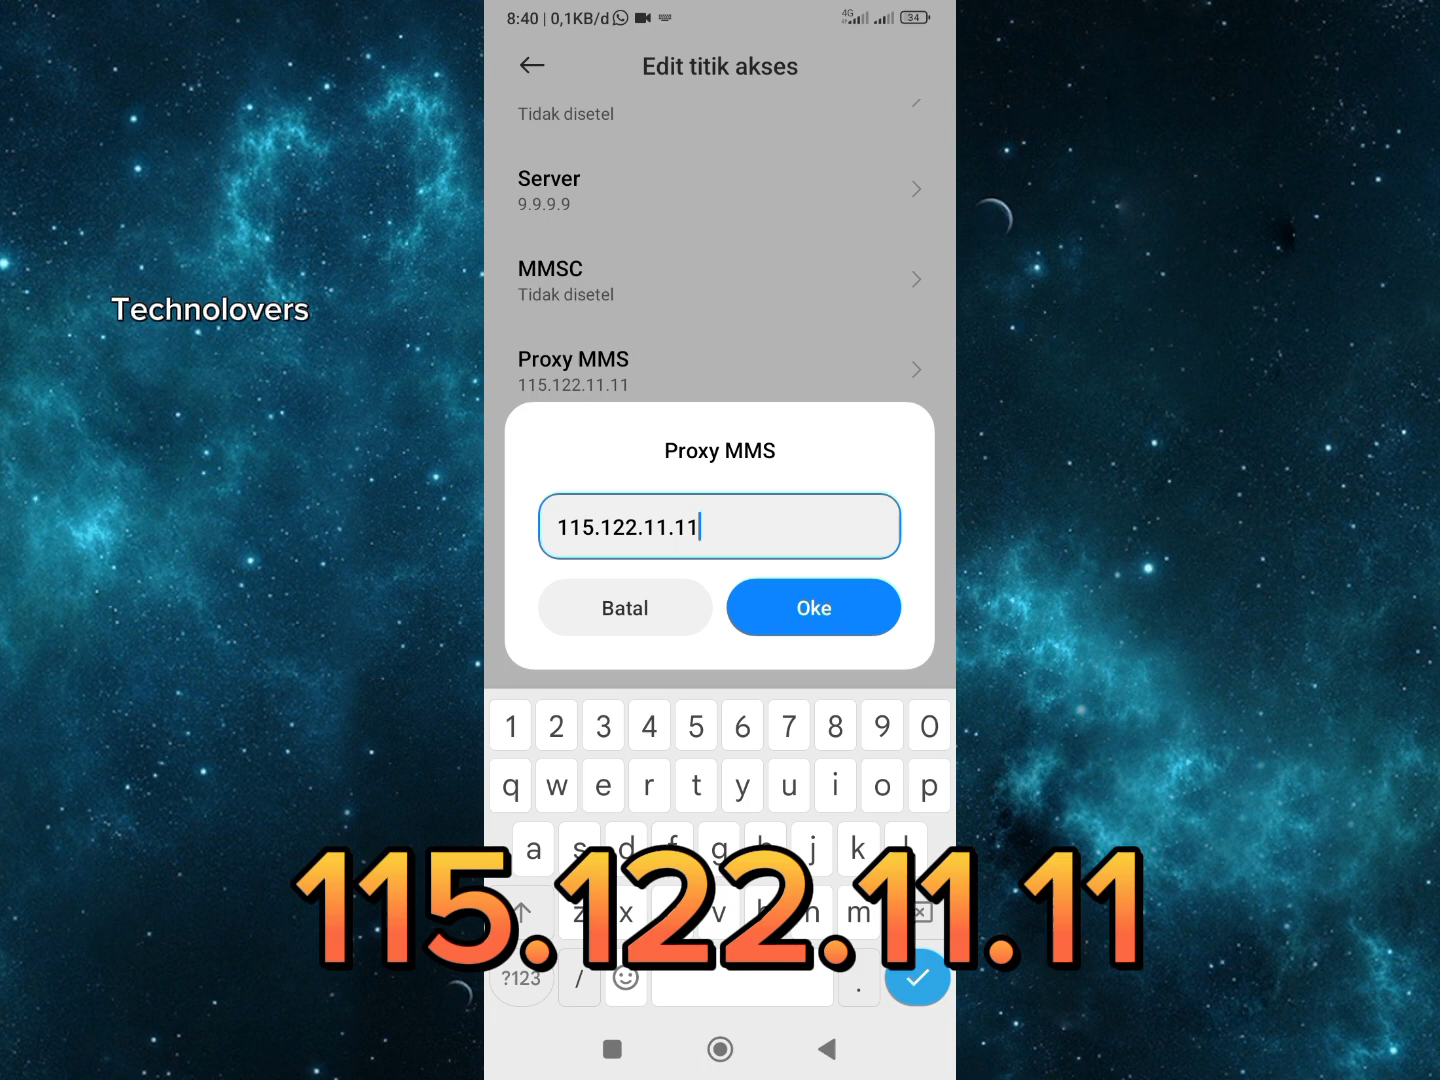 8:40 | 0,1KB/d
4G
34
Edit titik akses
Tidak disetel
Server
9.9.9.9
MMSC
Tidak disetel
Technolovers
Proxy MMS
115.122.11.11
Proxy MMS
115.122.11.11
Batal
Oke
1 2 3 4 5 6 7 8 9 0
q w e r t y u i o p
a s d f g h j k l
115.122.11.11
z x v b n m
?123 / .